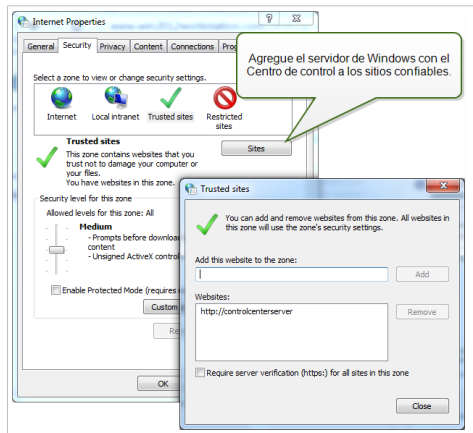 Internet Properties
General Security Privacy Content Connections
Agregue el servidor de Windows con el
Centro de control a los sitios confiables.
Select a zone to view or change security settings.
Internet Local intranet Trusted sites Restricted
sites
Trusted sites
This zone contains websites that you
trust not to damage your computer or
your files.
You have websites in this zone.
Sites
Security level for this zone
Allowed levels for this zone: All
Medium
- Prompts before
content
- Unsigned ActiveX
Enable Protected Mode (requires
Custom
OK
Trusted sites
You can add and remove websites from this zone. All websites in
this zone will use the zone's security settings.
Add this website to the zone:
Add
Websites:
http://controlcenterserver
Remove
Require server verification (https:) for all sites in this
zone
Close